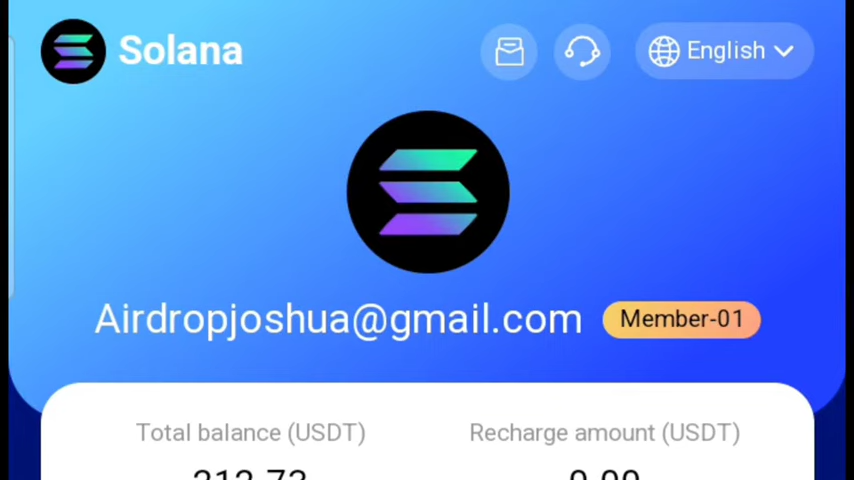 Solana
English
Airdropjoshua@gmail.com Member-01
Total balance (USDT) Recharge amount (USDT)